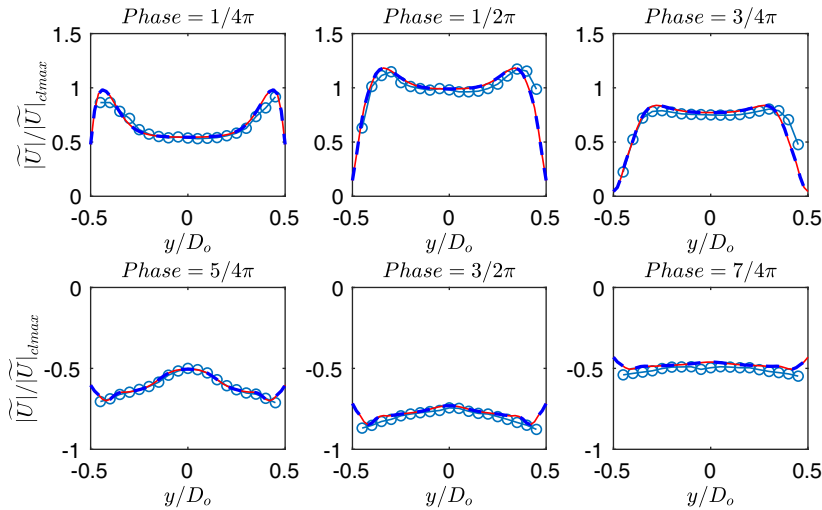 Phase = 1/4π
Phase = 1/2π
Phase = 3/4π
|Ũ|/|Ũ|clmax
1.5
1
0.5
0
-0.5
0
0.5
y/Do
1.5
1
0.5
0
-0.5
0
0.5
y/Do
1.5
1
0.5
0
-0.5
0
0.5
y/Do
Phase = 5/4π
Phase = 3/2π
Phase = 7/4π
|Ũ|/|Ũ|clmax
0
-0.5
-1
-0.5
0
0.5
y/Do
0
-0.5
-1
-0.5
0
0.5
y/Do
0
-0.5
-1
-0.5
0
0.5
y/Do